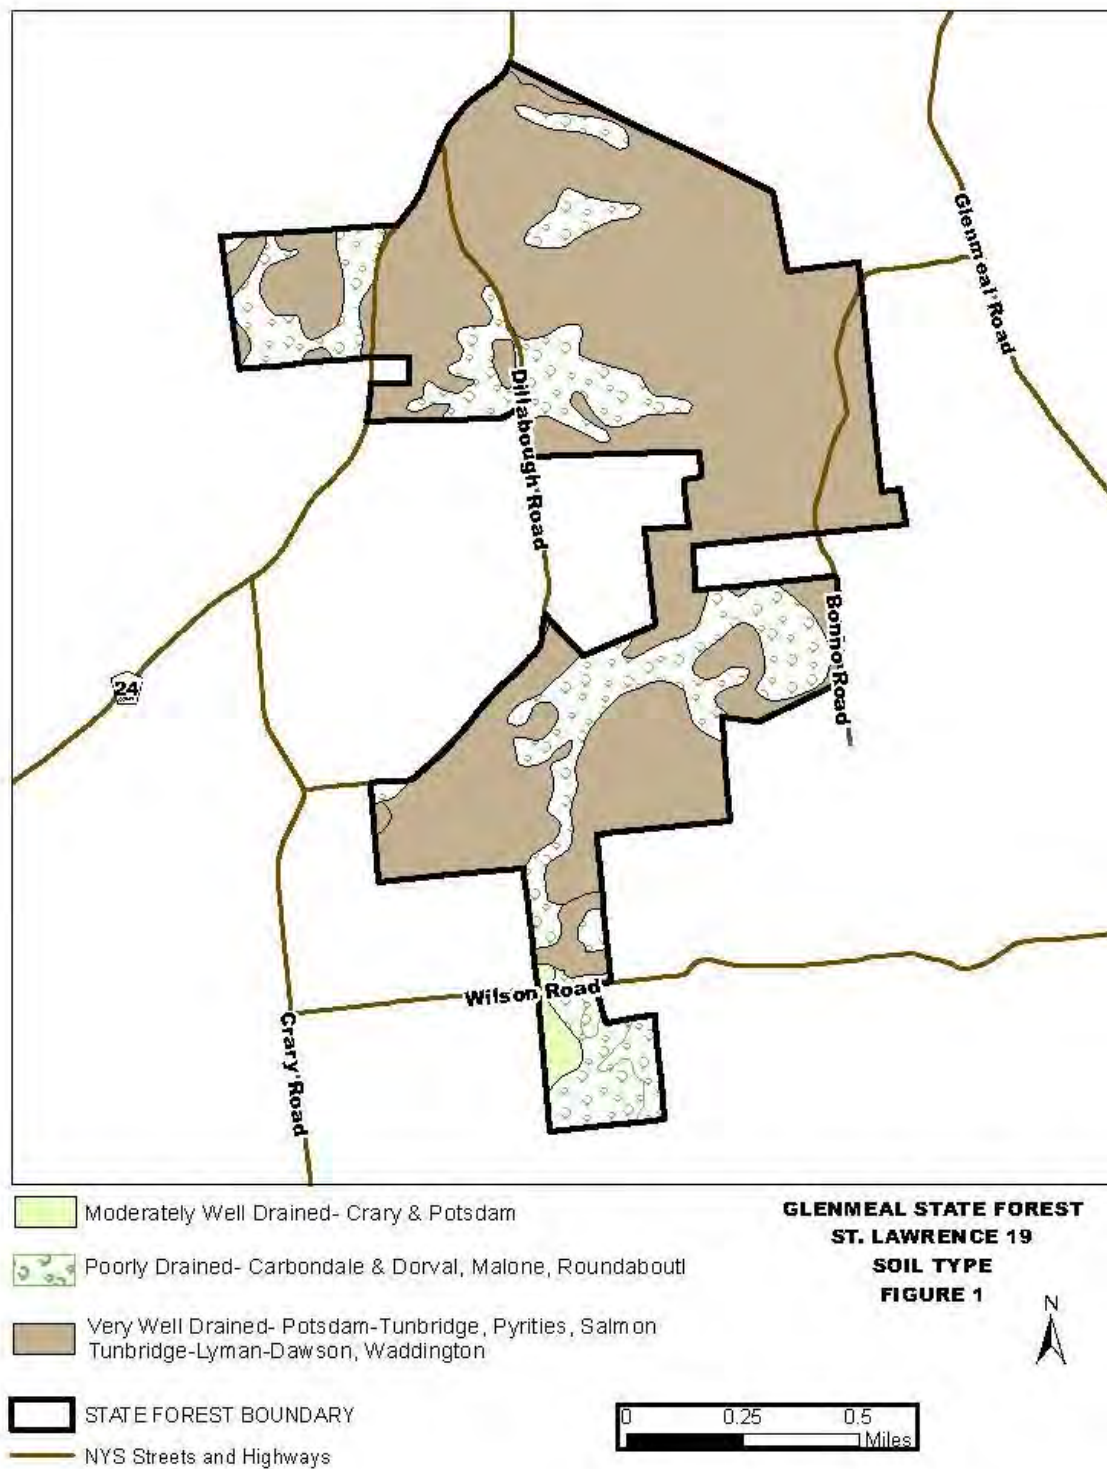 Glenmeal Road
Dillabough Road
Bonno Road
24
Wilson Road
Crary Road
Moderately Well Drained- Crary & Potsdam
Poorly Drained- Carbondale & Dorval, Malone, Roundaboutl
Very Well Drained- Potsdam-Tunbridge, Pyrities, Salmon
Tunbridge-Lyman-Dawson, Waddington
STATE FOREST BOUNDARY
NYS Streets and Highways
GLENMEAL STATE FOREST
ST. LAWRENCE 19
SOIL TYPE
FIGURE 1
N
0 0.25 0.5
Miles